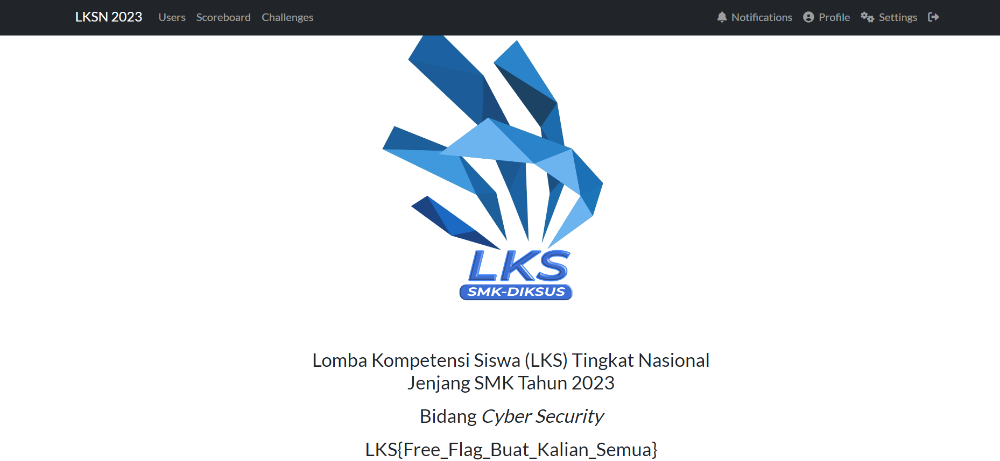 LKSN 2023 Users Scoreboard Challenges Notifications Profile Settings
LKS
SMK-DIKSUS
Lomba Kompetensi Siswa (LKS) Tingkat Nasional
Jenjang SMK Tahun 2023
Bidang Cyber Security
LKS{Free_Flag_Buat_Kalian_Semua}